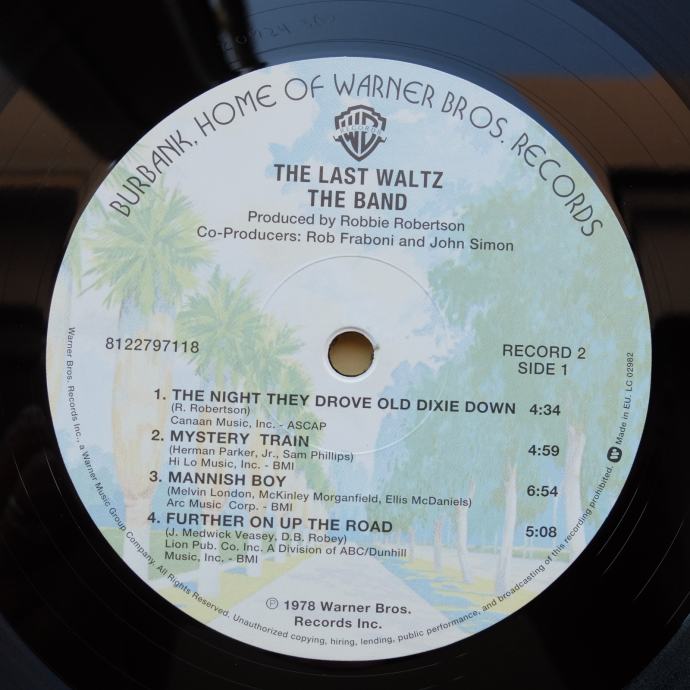 BURBANK, HOME OF WARNER BROS. RECORDS
WB
RECORDS
THE LAST WALTZ
THE BAND
Produced by Robbie Robertson
Co-Producers: Rob Fraboni and John Simon
8122797118
RECORD 2
SIDE 1
1. THE NIGHT THEY DROVE OLD DIXIE DOWN 4:34
(R. Robertson)
Canaan Music, Inc. - ASCAP
2. MYSTERY TRAIN 4:59
(Herman Parker, Jr., Sam Phillips)
Hi Lo Music, Inc. - BMI
3. MANNISH BOY 6:54
(Melvin London, McKinley Morganfield, Ellis McDaniels)
Arc Music Corp. - BMI
4. FURTHER ON UP THE ROAD 5:08
(J. Medwick Veasey, D.B. Robey)
Lion Pub. Co. Inc. A Division of ABC/Dunhill
Music, Inc. - BMI
℗ 1978 Warner Bros.
Records Inc.
Warner Bros. Records Inc., a Warner Music Group Company. All Rights Reserved. Unauthorized copying, hiring, lending, public performance, and broadcasting of this recording prohibited. Made in EU. LC 02982